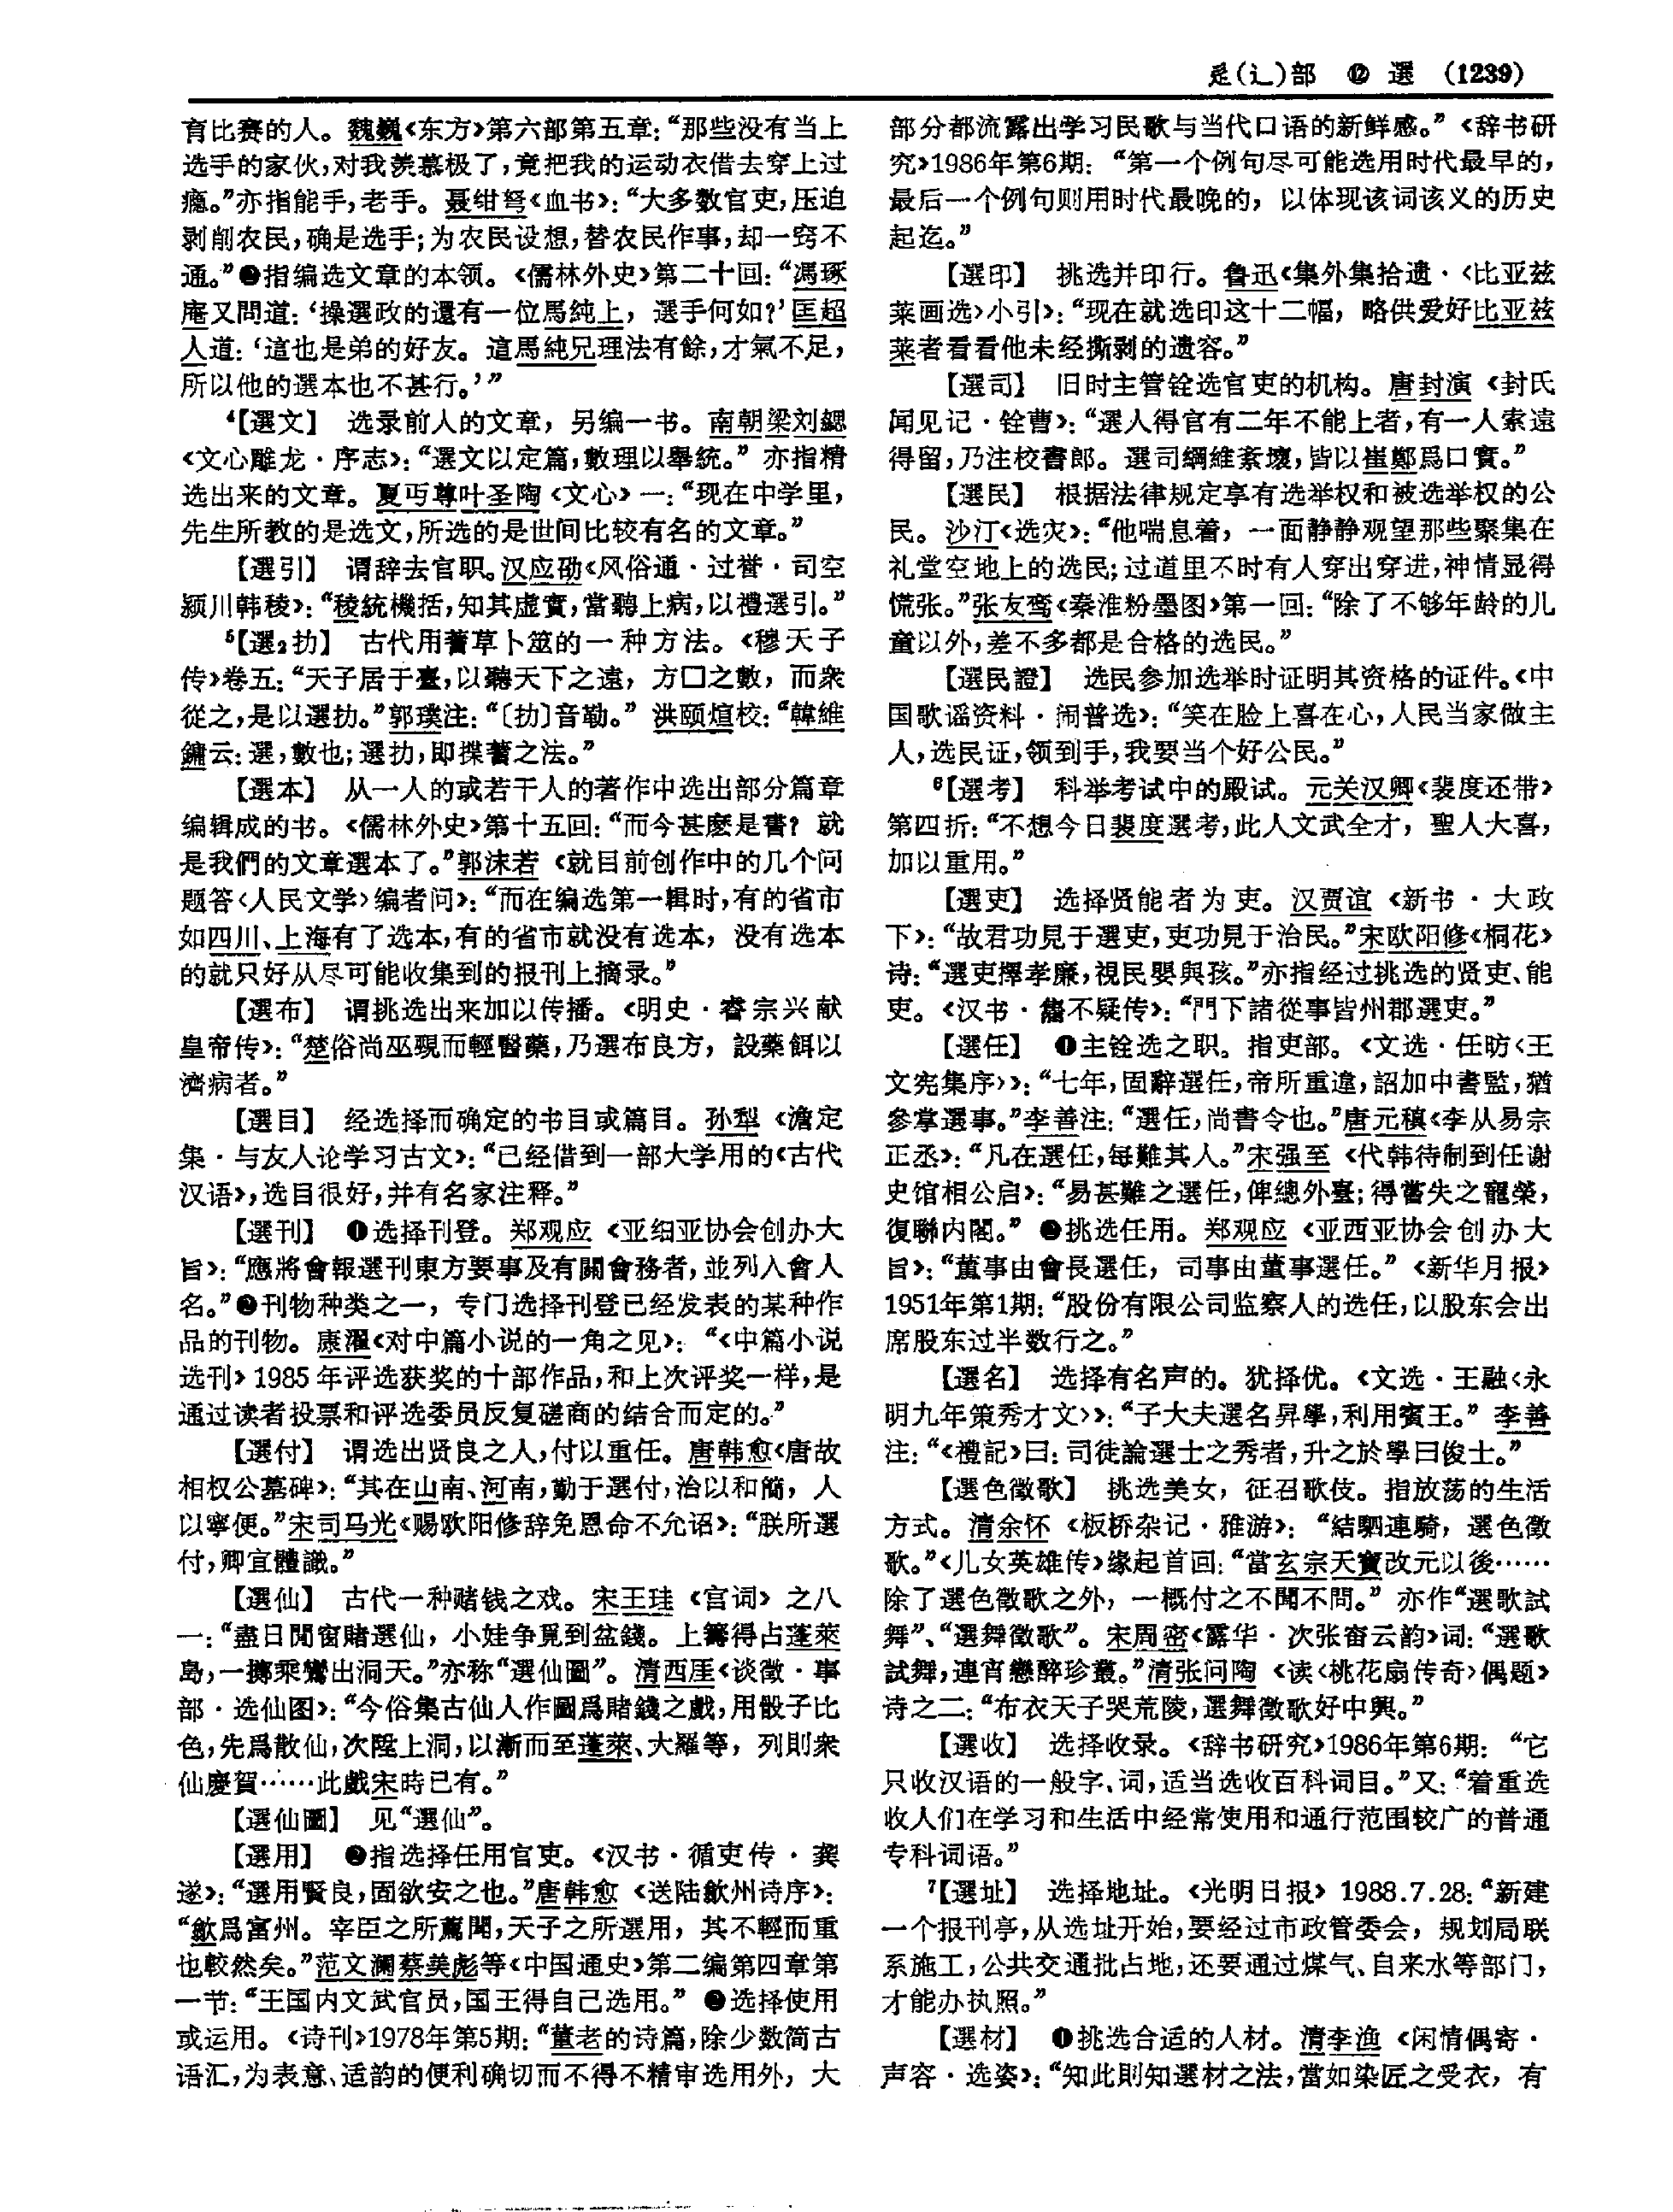 辵(辶)部　⑫　選　(1239)
育比赛的人。魏巍《东方》第六部第五章：“那些没有当上
选手的家伙，对我羡慕极了，竟把我的运动衣借去穿上过
瘾。”亦指能手，老手。聂绀弩《血书》：“大多数官吏，压迫
剥削农民，确是选手；为农民设想，替农民作事，却一窍不
通。”❷指编选文章的本领。《儒林外史》第二十回：“馮琢
庵又問道：‘操選政的還有一位馬純上，選手何如？’匡超
人道：‘這也是弟的好友。這馬純兄理法有餘，才氣不足，
所以他的選本也不甚行。’”
⁴【選文】　选录前人的文章，另编一书。南朝梁刘勰
《文心雕龙·序志》：“選文以定篇，敷理以舉統。”亦指精
选出来的文章。夏丏尊叶圣陶《文心》一：“现在中学里，
先生所教的是选文，所选的是世间比较有名的文章。”
【選引】　谓辞去官职。汉应劭《风俗通·过誉·司空
颍川韩稜》：“稜統機括，知其虛實，當聽上病，以禮選引。”
⁵【選₂扐】　古代用蓍草卜筮的一种方法。《穆天子
传》卷五：“天子居于臺，以聽天下之遠，方囗之數，而衆
從之，是以選扐。”郭璞注：“〔扐〕音勒。”洪颐煊校：“韓維
鏞云：選，數也；選扐，即揲蓍之法。”
【選本】　从一人的或若干人的著作中选出部分篇章
编辑成的书。《儒林外史》第十五回：“而今甚麽是書？就
是我們的文章選本了。”郭沫若《就目前创作中的几个问
题答〈人民文学〉编者问》：“而在编选第一辑时，有的省市
如四川、上海有了选本，有的省市就没有选本，没有选本
的就只好从尽可能收集到的报刊上摘录。”
【選布】　谓挑选出来加以传播。《明史·睿宗兴献
皇帝传》：“楚俗尚巫覡而輕醫藥，乃選布良方，設藥餌以
濟病者。”
【選目】　经选择而确定的书目或篇目。孙犁《澹定
集·与友人论学习古文》：“已经借到一部大学用的《古代
汉语》，选目很好，并有名家注释。”
【選刊】　❶选择刊登。郑观应《亚细亚协会创办大
旨》：“應將會報選刊東方要事及有關會務者，並列入會人
名。”❷刊物种类之一，专门选择刊登已经发表的某种作
品的刊物。康濯《对中篇小说的一角之见》：“《中篇小说
选刊》1985年评选获奖的十部作品，和上次评奖一样，是
通过读者投票和评选委员反复磋商的结合而定的。”
【選付】　谓选出贤良之人，付以重任。唐韩愈《唐故
相权公墓碑》：“其在山南、河南，勤于選付，治以和簡，人
以寧便。”宋司马光《赐欧阳修辞免恩命不允诏》：“朕所選
付，卿宜體識。”
【選仙】　古代一种赌钱之戏。宋王珪《宫词》之八
一：“盡日閒窗賭選仙，小娃争覓到盆錢。上籌得占蓬萊
島，一擲乘鸞出洞天。”亦称“選仙圖”。清西厓《谈徵·事
部·选仙图》：“今俗集古仙人作圖爲賭錢之戲，用骰子比
色，先爲散仙，次陞上洞，以漸而至蓬萊、大羅等，列則衆
仙慶賀……此戲宋時已有。”
【選仙圖】　见“選仙”。
【選用】　❶指选择任用官吏。《汉书·循吏传·龚
遂》：“選用賢良，固欲安之也。”唐韩愈《送陆歙州诗序》：
“歙爲富州。宰臣之所薦聞，天子之所選用，其不輕而重
也較然矣。”范文澜蔡美彪等《中国通史》第二编第四章第
一节：“王国内文武官员，国王得自己选用。”❷选择使用
或运用。《诗刊》1978年第5期：“董老的诗篇，除少数简古
语汇，为表意、适韵的便利确切而不得不精审选用外，大
部分都流露出学习民歌与当代口语的新鲜感。”《辞书研
究》1986年第6期：“第一个例句尽可能选用时代最早的，
最后一个例句则用时代最晚的，以体现该词该义的历史
起迄。”
【選印】　挑选并印行。鲁迅《集外集拾遗·〈比亚兹
莱画选〉小引》：“现在就选印这十二幅，略供爱好比亚兹
莱者看看他未经撕剥的遗容。”
【選司】　旧时主管铨选官吏的机构。唐封演《封氏
闻见记·铨曹》：“選人得官有二年不能上者，有一人索遠
得留，乃注校書郎。選司綱維紊壞，皆以崔鄭爲口實。”
【選民】　根据法律规定享有选举权和被选举权的公
民。沙汀《选灾》：“他喘息着，一面静静观望那些聚集在
礼堂空地上的选民；过道里不时有人穿出穿进，神情显得
慌张。”张友鸾《秦淮粉墨图》第一回：“除了不够年龄的儿
童以外，差不多都是合格的选民。”
【選民證】　选民参加选举时证明其资格的证件。《中
国歌谣资料·闹普选》：“笑在脸上喜在心，人民当家做主
人，选民证，领到手，我要当个好公民。”
⁶【選考】　科举考试中的殿试。元关汉卿《裴度还带》
第四折：“不想今日裴度選考，此人文武全才，聖人大喜，
加以重用。”
【選吏】　选择贤能者为吏。汉贾谊《新书·大政
下》：“故君功見于選吏，吏功見于治民。”宋欧阳修《桐花》
诗：“選吏擇孝廉，視民嬰與孩。”亦指经过挑选的贤吏、能
吏。《汉书·雋不疑传》：“門下諸從事皆州郡選吏。”
【選任】　❶主铨选之职。指吏部。《文选·任昉〈王
文宪集序〉》：“七年，固辭選任，帝所重違，詔加中書監，猶
參掌選事。”李善注：“選任，尚書令也。”唐元稹《李从易宗
正丞》：“凡在選任，每難其人。”宋强至《代韩待制到任谢
史馆相公启》：“易甚難之選任，俾總外臺；得嘗失之寵榮，
復聯内閣。”❷挑选任用。郑观应《亚西亚协会创办大
旨》：“董事由會長選任，司事由董事選任。”《新华月报》
1951年第1期：“股份有限公司监察人的选任，以股东会出
席股东过半数行之。”
【選名】　选择有名声的。犹择优。《文选·王融〈永
明九年策秀才文〉》：“子大夫選名昇學，利用賓王。”李善
注：“《禮記》曰：司徒論選士之秀者，升之於學曰俊士。”
【選色徵歌】　挑选美女，征召歌伎。指放荡的生活
方式。清余怀《板桥杂记·雅游》：“結駟連騎，選色徵
歌。”《儿女英雄传》缘起首回：“當玄宗天寶改元以後……
除了選色徵歌之外，一概付之不聞不問。”亦作“選歌試
舞”、“選舞徵歌”。宋周密《露华·次张窗云韵》词：“選歌
試舞，連宵戀醉珍叢。”清张问陶《读〈桃花扇传奇〉偶题》
诗之二：“布衣天子哭荒陵，選舞徵歌好中興。”
【選收】　选择收录。《辞书研究》1986年第6期：“它
只收汉语的一般字、词，适当选收百科词目。”又：“着重选
收人们在学习和生活中经常使用和通行范围较广的普通
专科词语。”
⁷【選址】　选择地址。《光明日报》1988.7.28：“新建
一个报刊亭，从选址开始，要经过市政管委会，规划局联
系施工，公共交通批占地，还要通过煤气、自来水等部门，
才能办执照。”
【選材】　❶挑选合适的人材。清李渔《闲情偶寄·
声容·选姿》：“知此則知選材之法，當如染匠之受衣，有